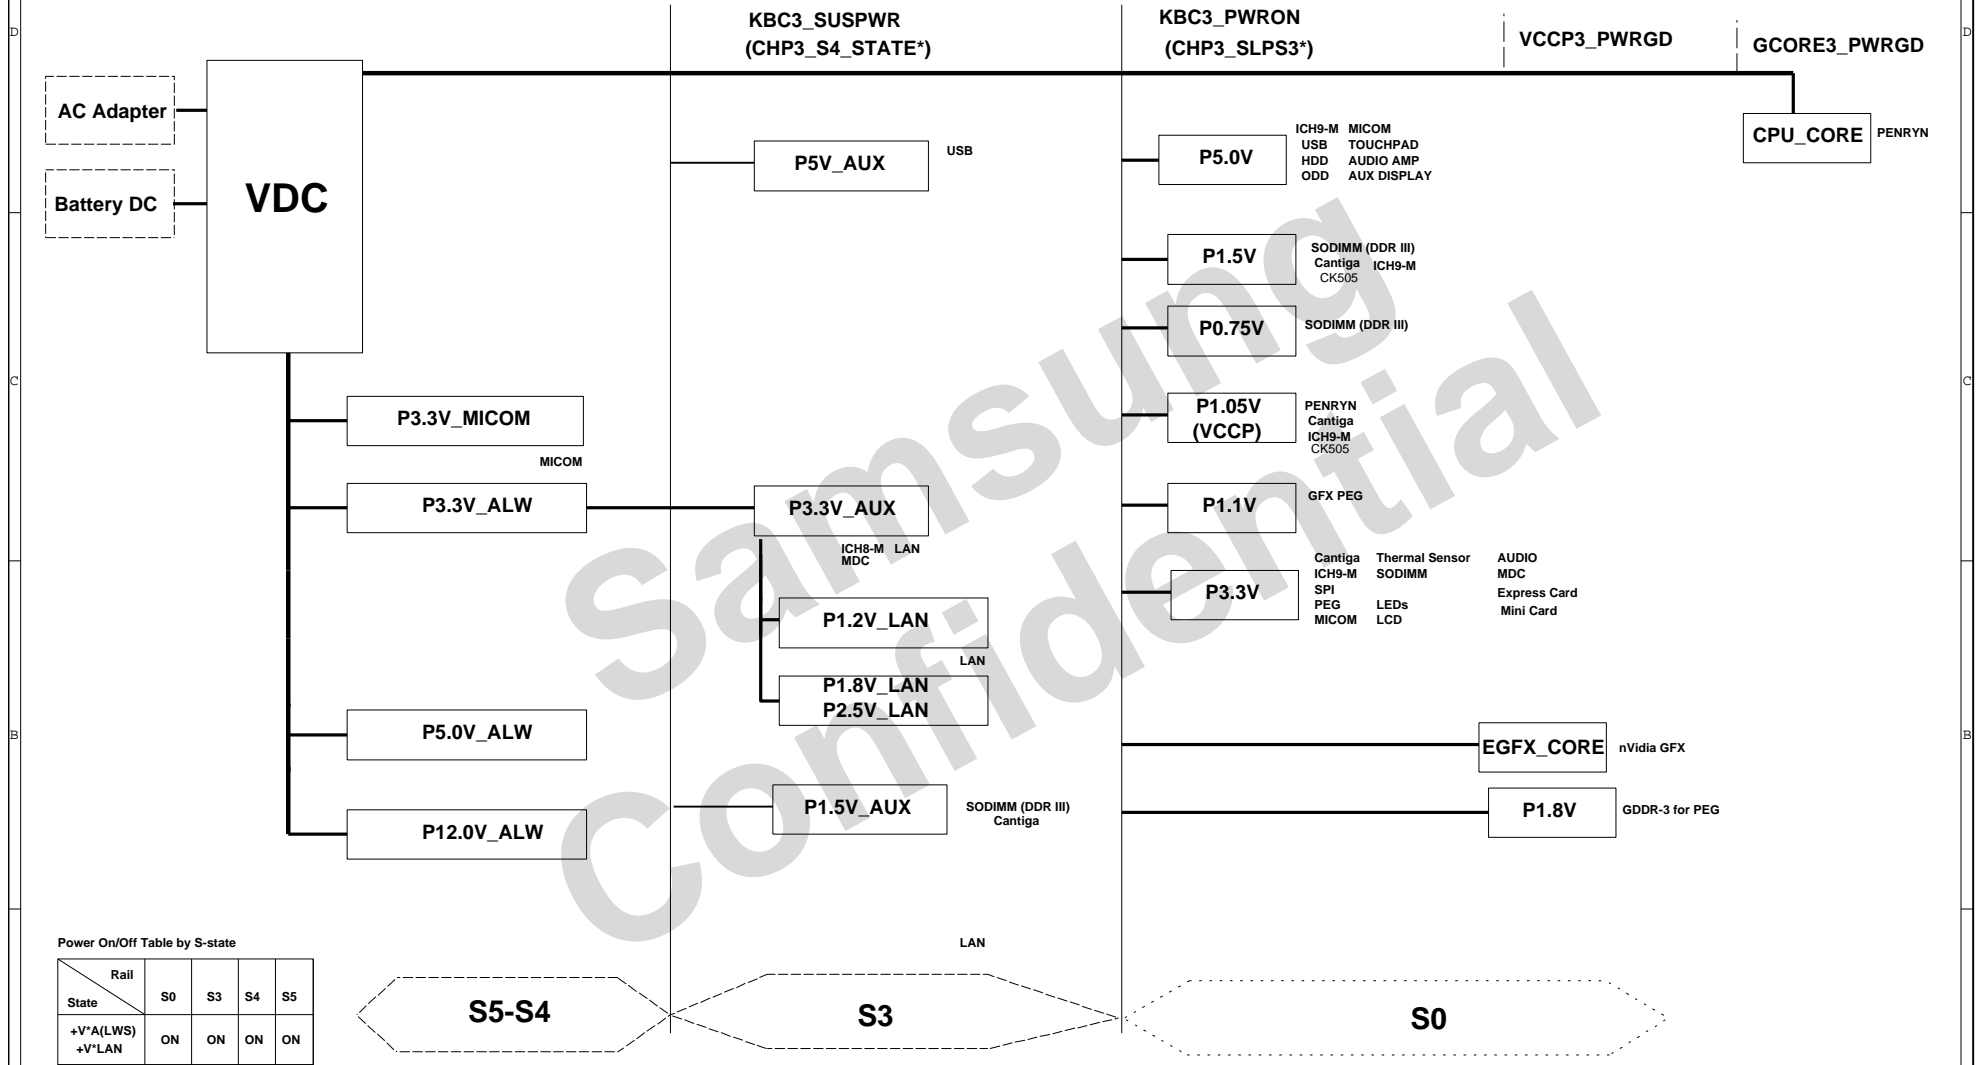 KBC3_SUSPWR
(CHP3_S4_STATE*)
KBC3_PWRON
(CHP3_SLPS3*)
VCCP3_PWRGD
GCORE3_PWRGD
D
D
AC Adapter
Battery DC
VDC
P5V_AUX
USB
P5.0V
ICH9-M MICOM
USB TOUCHPAD
HDD AUDIO AMP
ODD AUX DISPLAY
CPU_CORE
PENRYN
P1.5V
SODIMM (DDR III)
Cantiga ICH9-M
CK505
P0.75V
SODIMM (DDR III)
C
C
P3.3V_MICOM
MICOM
P1.05V
(VCCP)
PENRYN
Cantiga
ICH9-M
CK505
P3.3V_ALW
P3.3V_AUX
ICH8-M LAN
MDC
P1.1V
GFX PEG
P3.3V
Cantiga Thermal Sensor AUDIO
ICH9-M SODIMM MDC
SPI Express Card
PEG LEDs Mini Card
MICOM LCD
P1.2V_LAN
LAN
P1.8V_LAN
P2.5V_LAN
B
B
P5.0V_ALW
EGFX_CORE
nVidia GFX
P12.0V_ALW
P1.5V_AUX
SODIMM (DDR III)
Cantiga
P1.8V
GDDR-3 for PEG
Samsung
Confidential
LAN
Power On/Off Table by S-state
Rail
State S0 S3 S4 S5
+V*A(LWS)
+V*LAN
ON ON ON ON
S5-S4
S3
S0